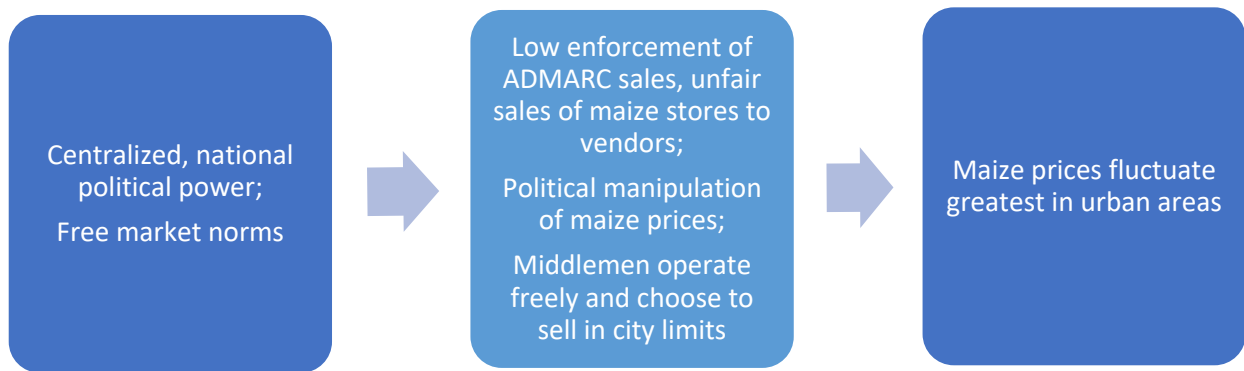 Centralized, national
political power;
Free market norms
Low enforcement of
ADMARC sales, unfair
sales of maize stores to
vendors;
Political manipulation
of maize prices;
Middlemen operate
freely and choose to
sell in city limits
Maize prices fluctuate
greatest in urban areas